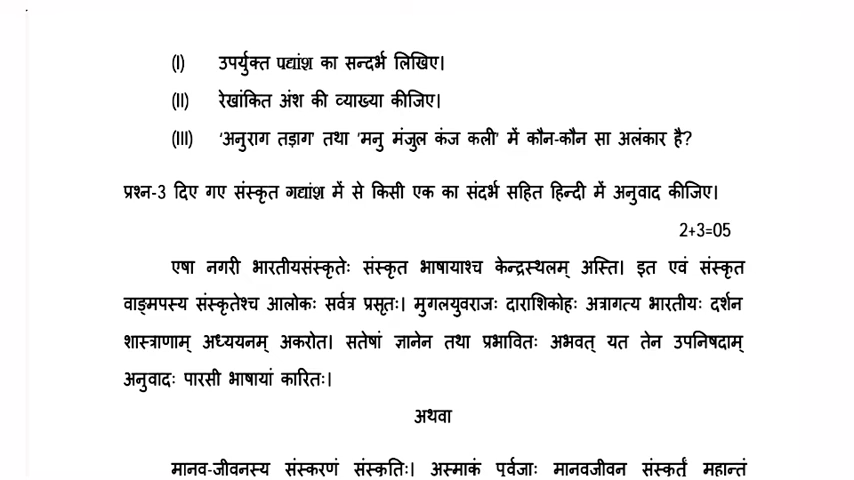 (I) उपर्युक्त पद्यांश का सन्दर्भ लिखिए।
(II) रेखांकित अंश की व्याख्या कीजिए।
(III) ‘अनुराग तड़ाग’ तथा ‘मनु मंजुल कंज कली’ में कौन-कौन सा अलंकार है?
प्रश्न-3 दिए गए संस्कृत गद्यांश में से किसी एक का संदर्भ सहित हिन्दी में अनुवाद कीजिए।
2+3=05
एषा नगरी भारतीयसंस्कृतेः संस्कृत भाषायाश्च केन्द्रस्थलम् अस्ति। इत एवं संस्कृत
वाङ्मपस्य संस्कृतेश्च आलोकः सर्वत्र प्रसृतः। मुगलयुवराजः दाराशिकोहः अत्रागत्य भारतीयः दर्शन
शास्त्राणाम् अध्ययनम् अकरोत। सतेषां ज्ञानेन तथा प्रभावितः अभवत् यत तेन उपनिषदाम्
अनुवादः पारसी भाषायां कारितः।
अथवा
मानव-जीवनस्य संस्करणं संस्कृतिः। अस्माकं पूर्वजाः मानवजीवन संस्कर्तुं महान्तं